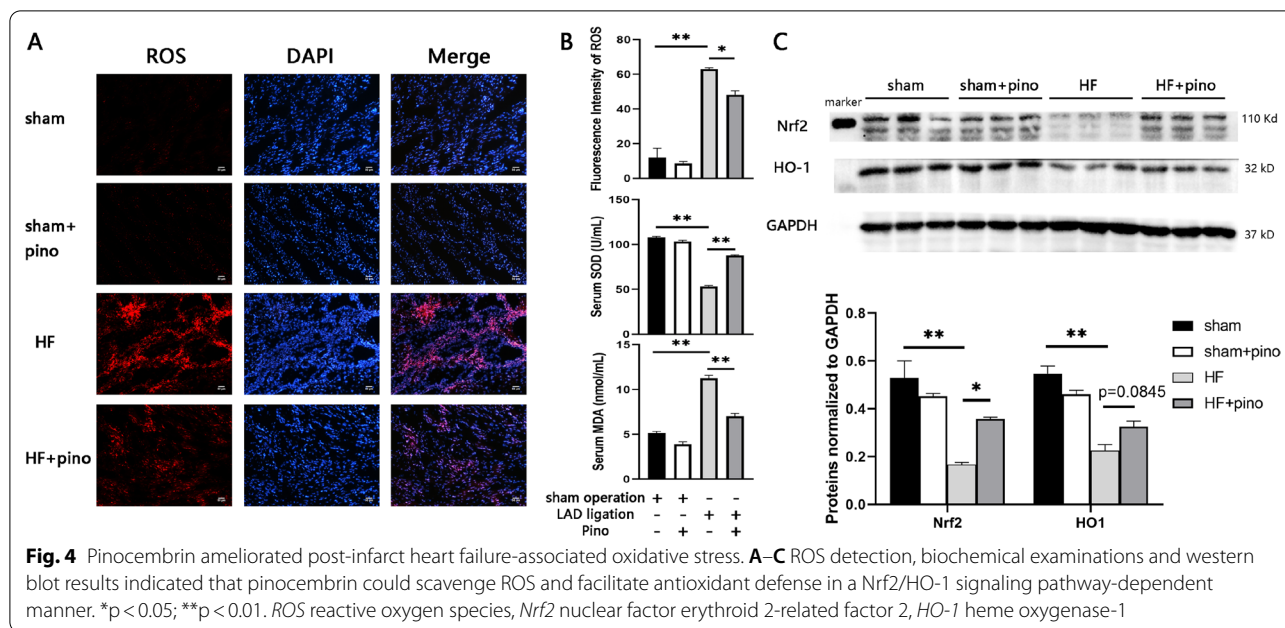 A
ROS DAPI Merge
sham
sham+
pino
HF
HF+pino
B
**
*
Fluorescence Intensity of ROS
80
60
40
20
0
**
**
Serum SOD (U/mL)
150
100
50
0
**
**
Serum MDA (nmol/mL)
15
10
5
0
sham operation + + - -
LAD ligation - - + +
Pino - + - +
C
sham sham+pino HF HF+pino
marker
Nrf2 110 Kd
HO-1 32 kD
GAPDH 37 kD
Proteins normalized to GAPDH
0.8
0.6
0.4
0.2
0.0
**
*
**
p=0.0845
Nrf2 HO1
sham
sham+pino
HF
HF+pino
Fig. 4 Pinocembrin ameliorated post-infarct heart failure-associated oxidative stress. A–C ROS detection, biochemical examinations and western
blot results indicated that pinocembrin could scavenge ROS and facilitate antioxidant defense in a Nrf2/HO-1 signaling pathway-dependent
manner. *p < 0.05; **p < 0.01. ROS reactive oxygen species, Nrf2 nuclear factor erythroid 2-related factor 2, HO-1 heme oxygenase-1